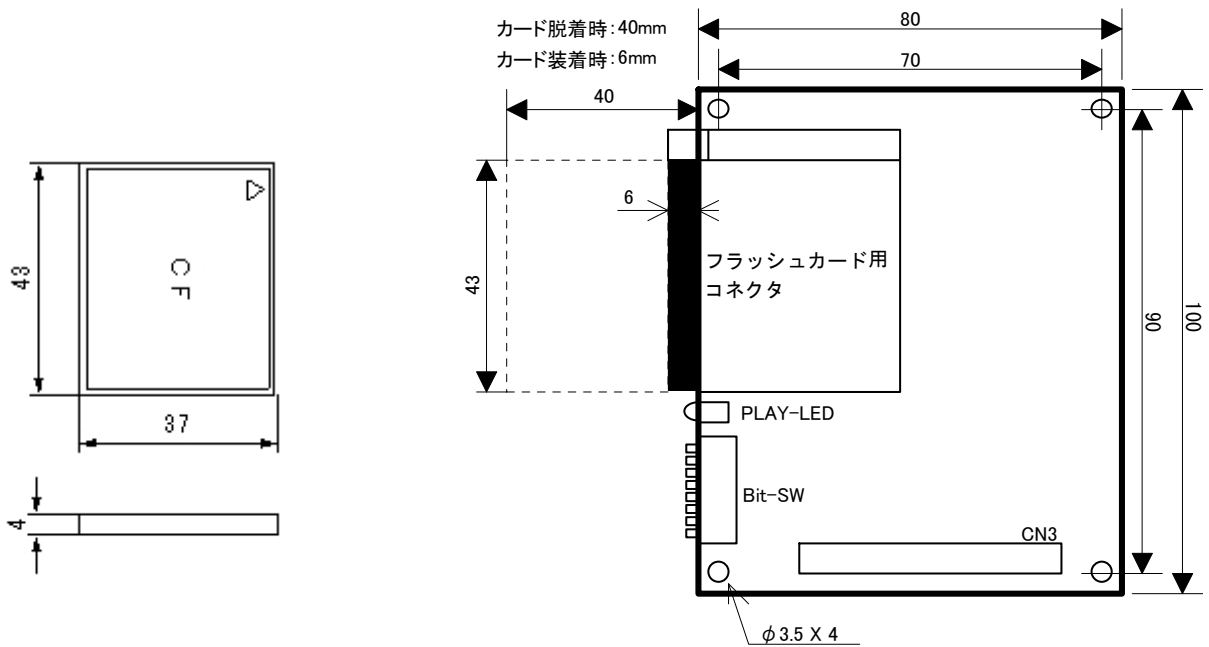 カード脱着時:40mm
カード装着時:6mm
80
70
40
6
43
フラッシュカード用
コネクタ
90
100
PLAY-LED
Bit-SW
CN3
φ3.5 X 4
43
CF
37
4